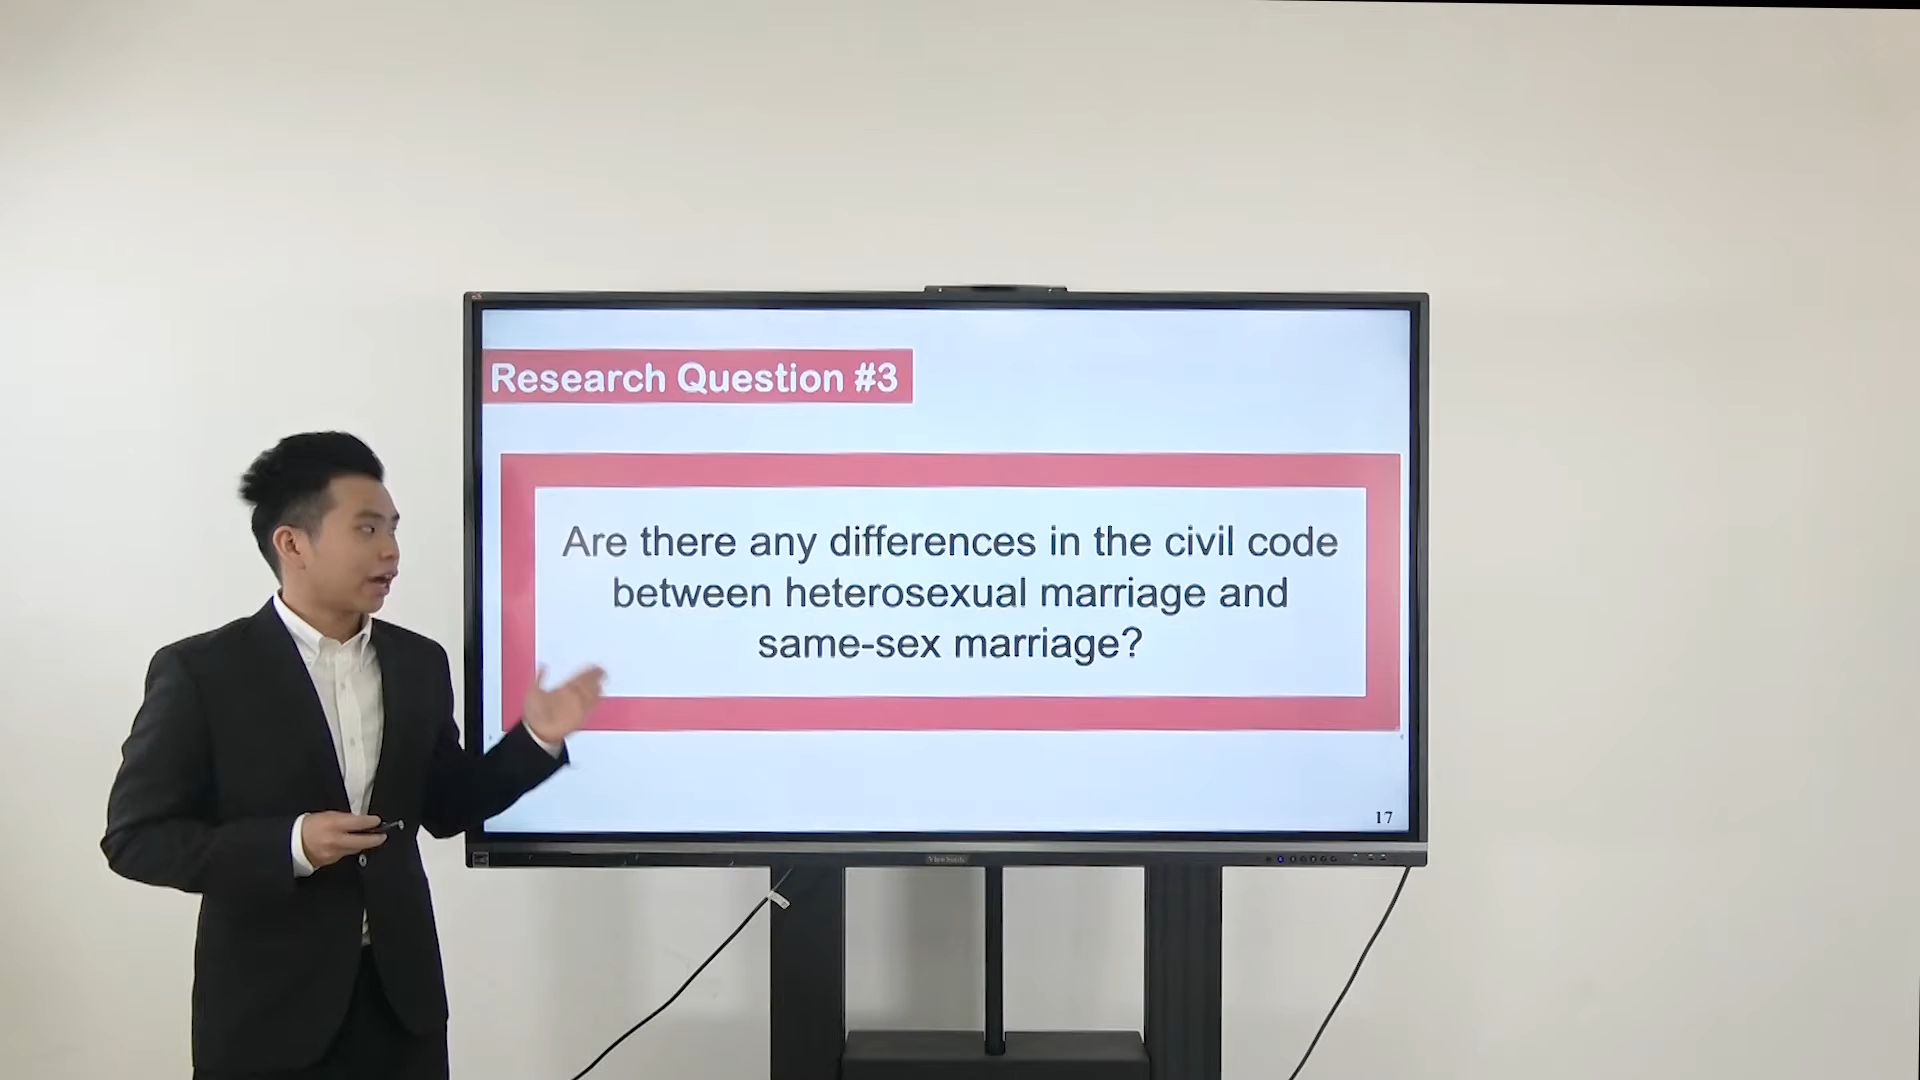 Research Question #3
Are there any differences in the civil code
between heterosexual marriage and
same-sex marriage?
17
ViewSonic